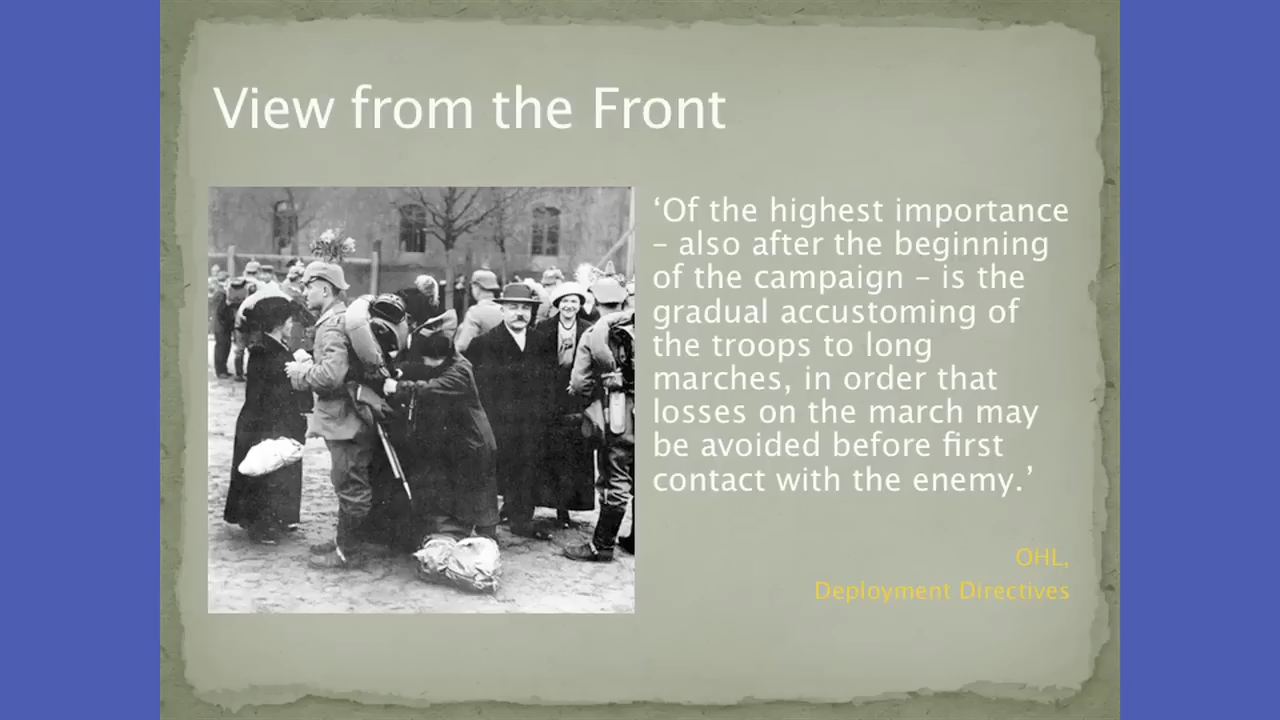 View from the Front
‘Of the highest importance
– also after the beginning
of the campaign – is the
gradual accustoming of
the troops to long
marches, in order that
losses on the march may
be avoided before first
contact with the enemy.’
OHL,
Deployment Directives